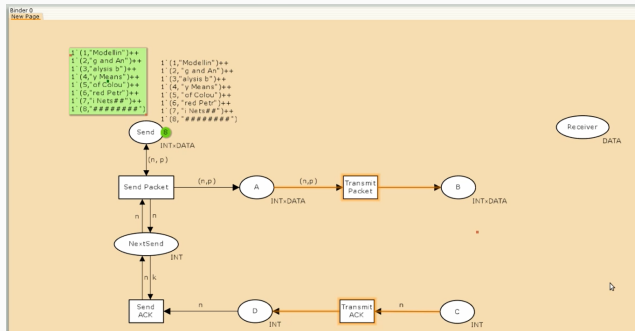 Binder 0
New Page
1`(1,"Modellin")++
1`(2,"g and An")++
1`(3,"alysis b")++
1`(4,"y Means")++
1`(5,"of Colou")++
1`(6,"red Petr")++
1`(7,"i Nets##")++
1`(8,"########")
1`(1,"Modellin")++
1`(2, "g and An")++
1`(3,"alysis b")++
1`(4, "y Means")++
1`(5, "of Colou")++
1`(6, "red Petr")++
1`(7, "i Nets##")++
1`(8, "########")
Send
8
INT×DATA
Receiver
DATA
(n, p)
Send Packet
(n,p)
A
INT×DATA
(n,p)
Transmit
Packet
B
INT×DATA
n
n
NextSend
INT
n
k
Send
ACK
n
D
INT
Transmit
ACK
n
C
INT